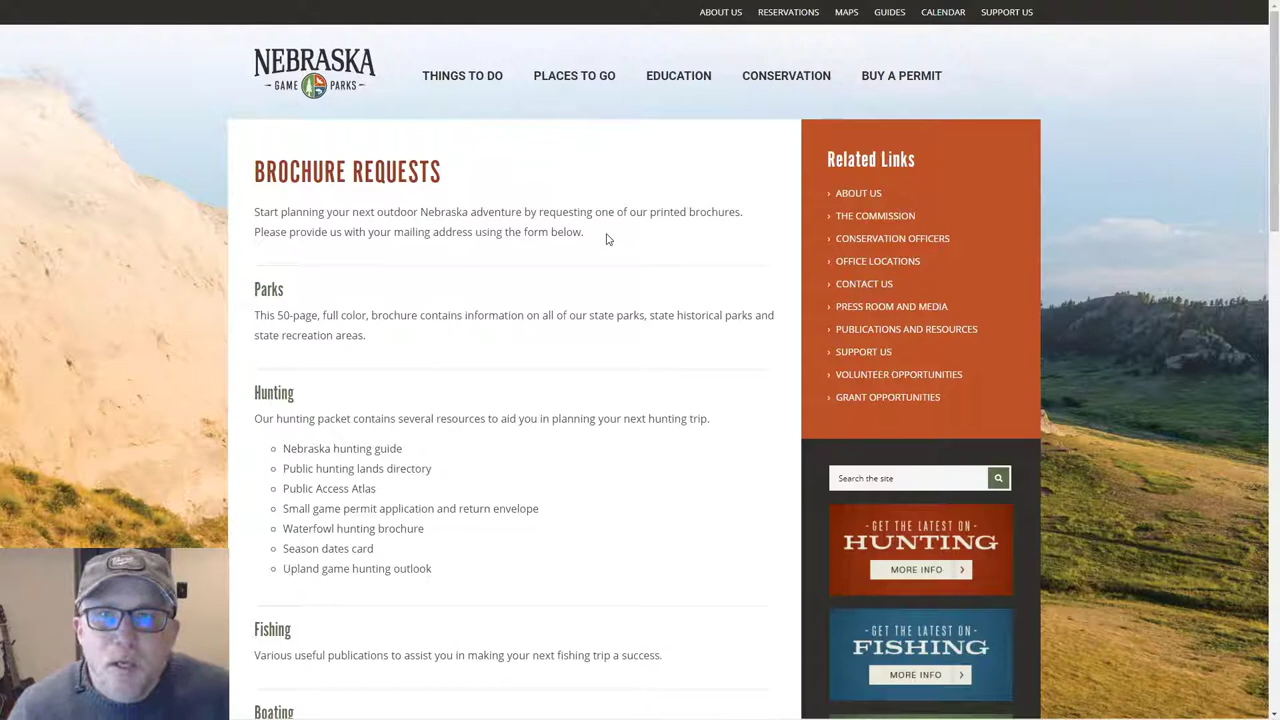 ABOUT US
RESERVATIONS
MAPS
GUIDES
CALENDAR
SUPPORT US
NEBRASKA
GAME PARKS
THINGS TO DO
PLACES TO GO
EDUCATION
CONSERVATION
BUY A PERMIT
BROCHURE REQUESTS
Start planning your next outdoor Nebraska adventure by requesting one of our printed brochures.
Please provide us with your mailing address using the form below.
Parks
This 50-page, full color, brochure contains information on all of our state parks, state historical parks and
state recreation areas.
Hunting
Our hunting packet contains several resources to aid you in planning your next hunting trip.
Nebraska hunting guide
Public hunting lands directory
Public Access Atlas
Small game permit application and return envelope
Waterfowl hunting brochure
Season dates card
Upland game hunting outlook
Fishing
Various useful publications to assist you in making your next fishing trip a success.
Boating
Related Links
› ABOUT US
› THE COMMISSION
› CONSERVATION OFFICERS
› OFFICE LOCATIONS
› CONTACT US
› PRESS ROOM AND MEDIA
› PUBLICATIONS AND RESOURCES
› SUPPORT US
› VOLUNTEER OPPORTUNITIES
› GRANT OPPORTUNITIES
Search the site
GET THE LATEST ON
HUNTING
MORE INFO
GET THE LATEST ON
FISHING
MORE INFO